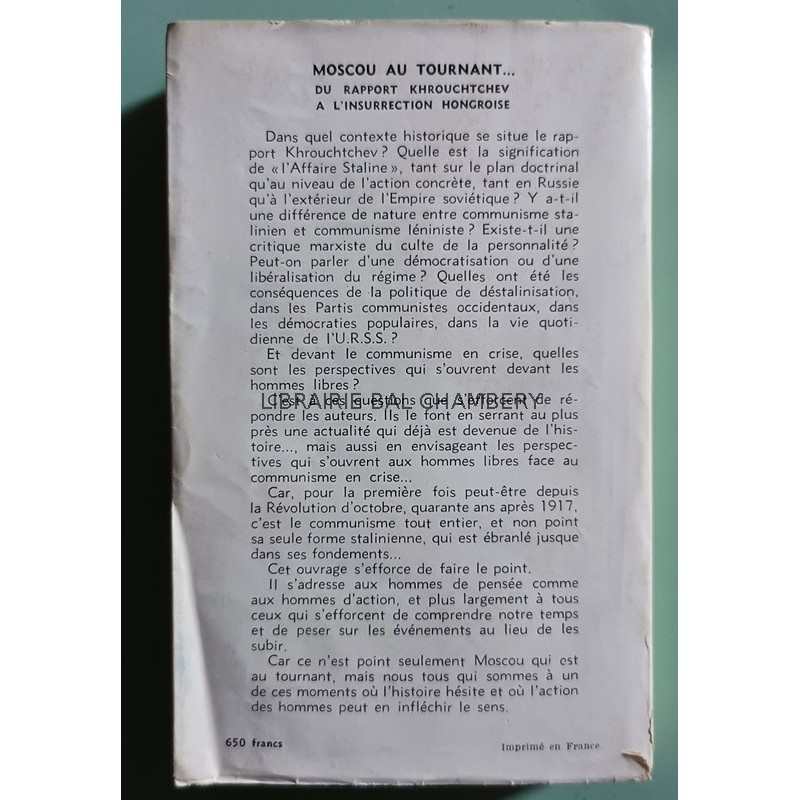 MOSCOU AU TOURNANT...
DU RAPPORT KHROUCHTCHEV
A L'INSURRECTION HONGROISE
Dans quel contexte historique se situe le rap-
port Khrouchtchev ? Quelle est la signification
de « l'Affaire Staline », tant sur le plan doctrinal
qu'au niveau de l'action concrète, tant en Russie
qu'à l'extérieur de l'Empire soviétique ? Y a-t-il
une différence de nature entre communisme sta-
linien et communisme léniniste ? Existe-t-il une
critique marxiste du culte de la personnalité ?
Peut-on parler d'une démocratisation ou d'une
libéralisation du régime ? Quelles ont été les
conséquences de la politique de déstalinisation,
dans les Partis communistes occidentaux, dans
les démocraties populaires, dans la vie quoti-
dienne de l'U.R.S.S. ?
Et devant le communisme en crise, quelles
sont les perspectives qui s'ouvrent devant les
hommes libres ?
C'est à ces questions que s'efforcent de ré-
LIBRAIRIE BAL CHAMBERY
pondre les auteurs. Ils le font en serrant au plus
près une actualité qui déjà est devenue de l'his-
toire..., mais aussi en envisageant les perspec-
tives qui s'ouvrent aux hommes libres face au
communisme en crise...
Car, pour la première fois peut-être depuis
la Révolution d'octobre, quarante ans après 1917,
c'est le communisme tout entier, et non point
sa seule forme stalinienne, qui est ébranlé jusque
dans ses fondements...
Cet ouvrage s'efforce de faire le point.
Il s'adresse aux hommes de pensée comme
aux hommes d'action, et plus largement à tous
ceux qui s'efforcent de comprendre notre temps
et de peser sur les événements au lieu de les
subir.
Car ce n'est point seulement Moscou qui est
au tournant, mais nous tous qui sommes à un
de ces moments où l'histoire hésite et où l'action
des hommes peut en infléchir le sens.
650 francs
Imprimé en France